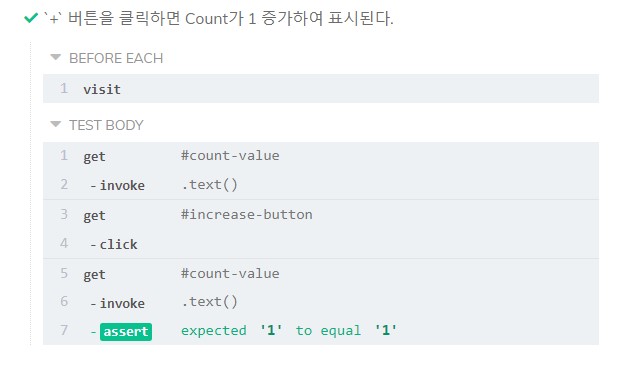 `+` 버튼을 클릭하면 Count가 1 증가하여 표시된다.
BEFORE EACH
1 visit
TEST BODY
1 get #count-value
2 -invoke .text()
3 get #increase-button
4 -click
5 get #count-value
6 -invoke .text()
7 -assert expected '1' to equal '1'